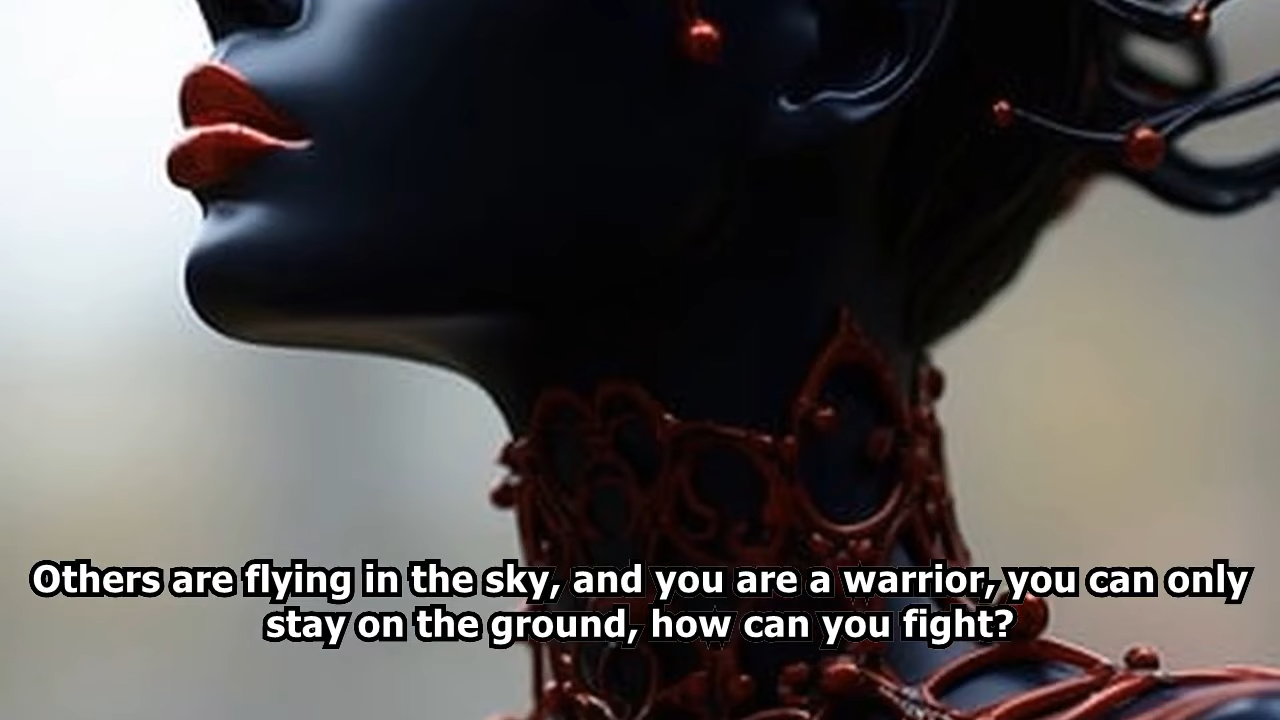 Others are flying in the sky, and you are a warrior, you can only
stay on the ground, how can you fight?